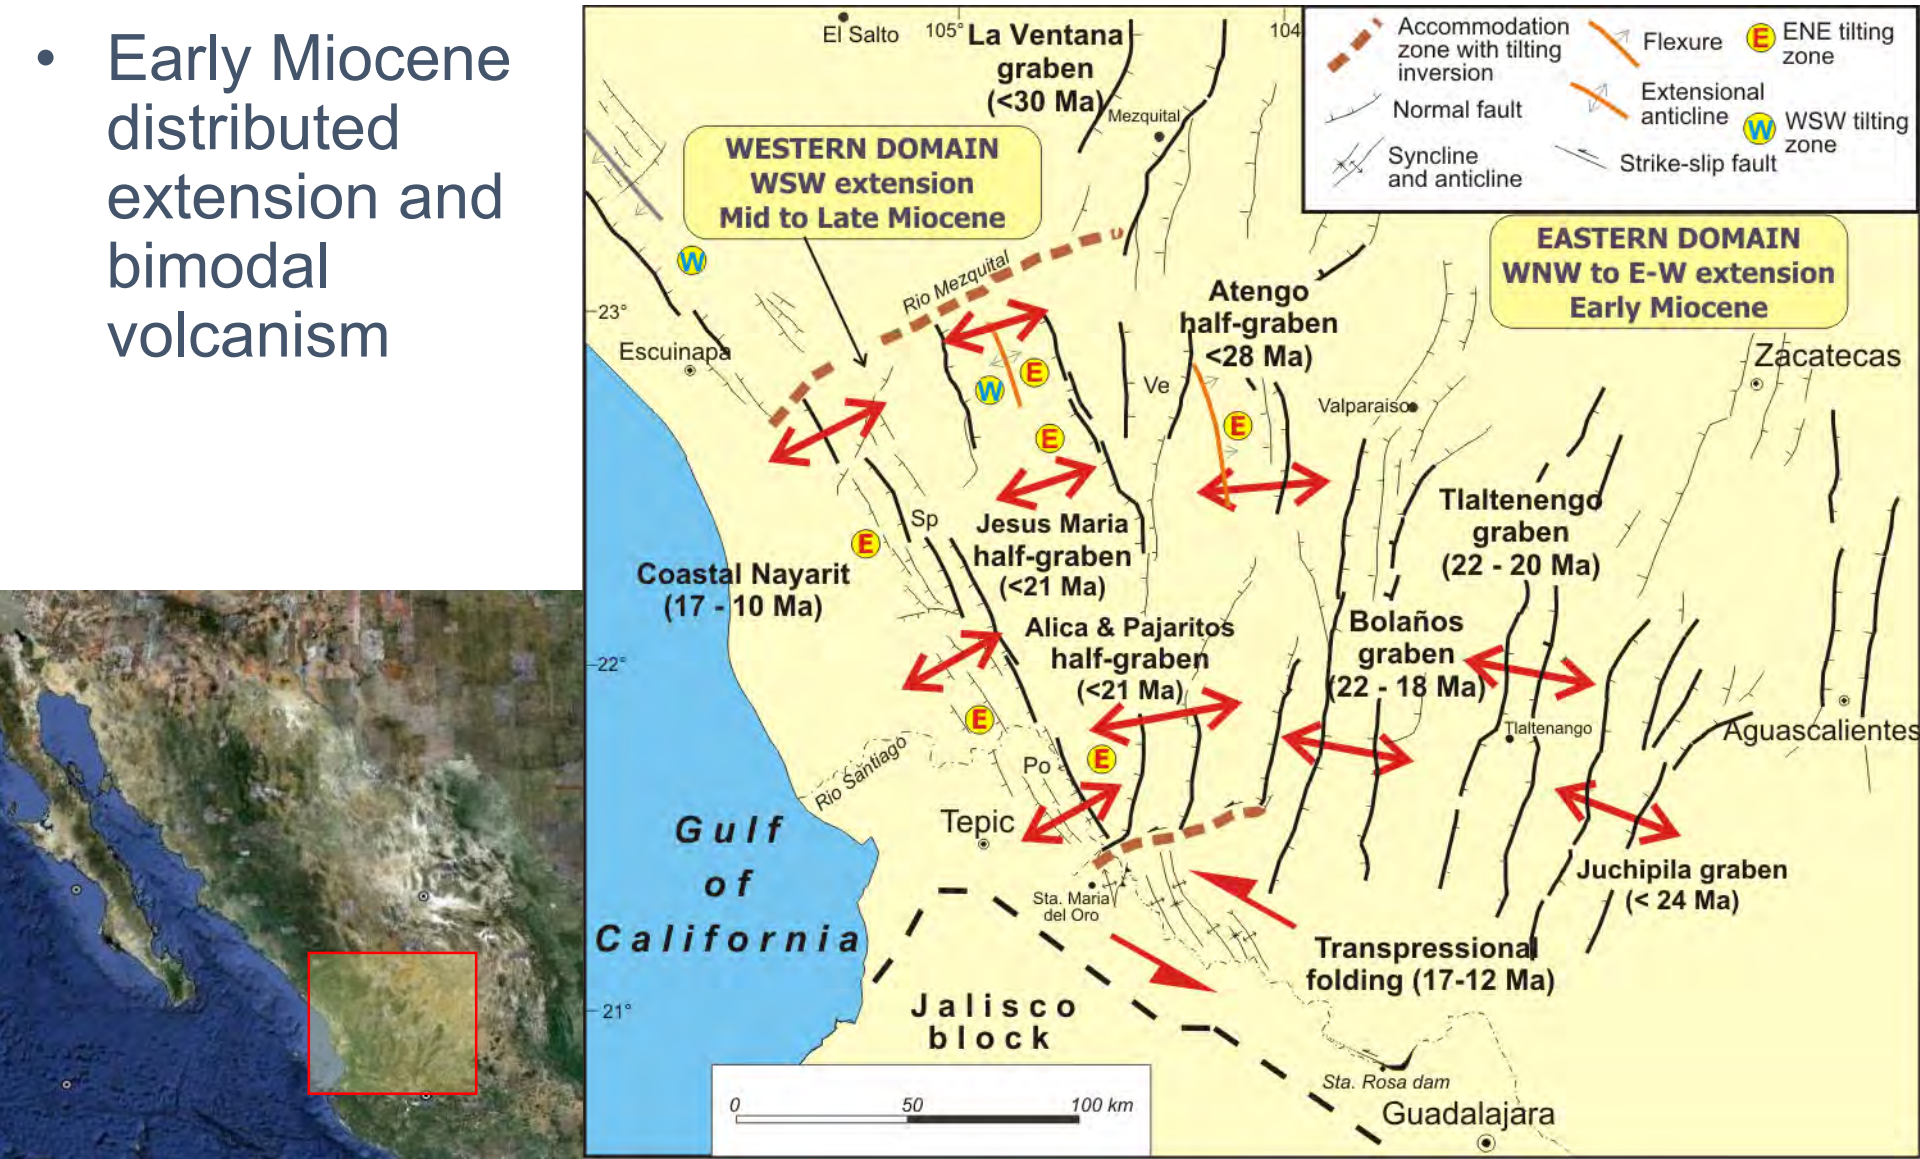 • Early Miocene
distributed
extension and
bimodal
volcanism
El Salto
105°
La Ventana
graben
(<30 Ma)
Mezquital
104
Accommodation
zone with tilting
inversion
Normal fault
Syncline
and anticline
Flexure
Extensional
anticline
Strike-slip fault
E
ENE tilting
zone
W
WSW tilting
zone
WESTERN DOMAIN
WSW extension
Mid to Late Miocene
EASTERN DOMAIN
WNW to E-W extension
Early Miocene
W
Rio Mezquital
23°
Escuinapa
Atengo
half-graben
<28 Ma)
Zacatecas
W
E
E
Ve
E
Valparaiso
Sp
E
Jesus Maria
half-graben
(<21 Ma)
Tlaltenengo
graben
(22 - 20 Ma)
Coastal Nayarit
(17 - 10 Ma)
Alica & Pajaritos
half-graben
(<21 Ma)
Bolaños
graben
(22 - 18 Ma)
22°
E
E
Po
Rio Santiago
Tlaltenango
Aguascalientes
Tepic
Gulf
of
California
Sta. Maria
del Oro
Juchipila graben
(< 24 Ma)
Transpressional
folding (17-12 Ma)
21°
Jalisco
block
Sta. Rosa dam
Guadalajara
0
50
100 km